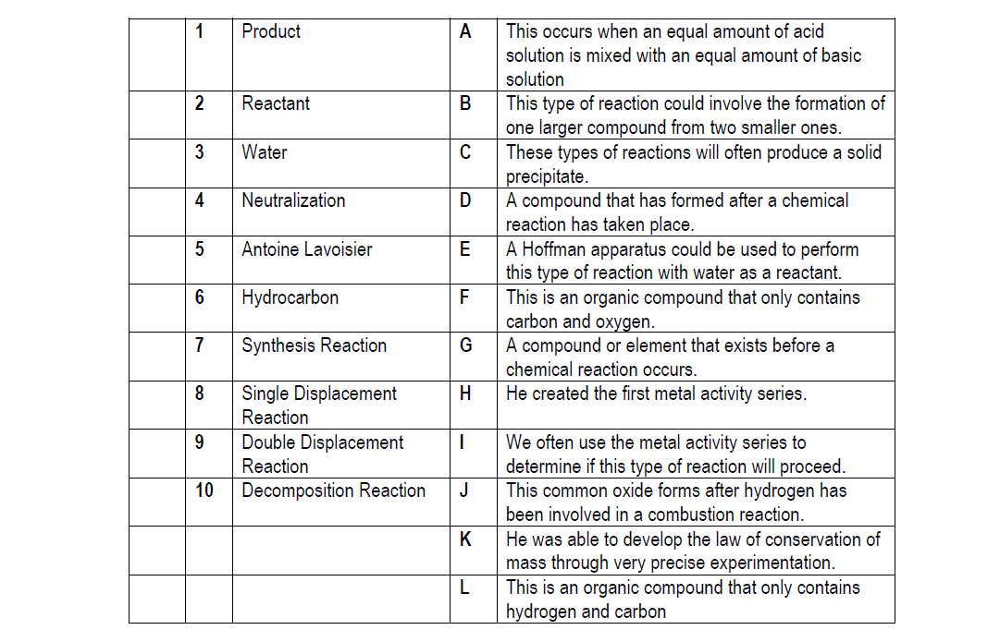 1 Product A This occurs when an equal amount of acid
solution is mixed with an equal amount of basic
solution
2 Reactant B This type of reaction could involve the formation of
one larger compound from two smaller ones.
3 Water C These types of reactions will often produce a solid
precipitate.
4 Neutralization D A compound that has formed after a chemical
reaction has taken place.
5 Antoine Lavoisier E A Hoffman apparatus could be used to perform
this type of reaction with water as a reactant.
6 Hydrocarbon F This is an organic compound that only contains
carbon and oxygen.
7 Synthesis Reaction G A compound or element that exists before a
chemical reaction occurs.
8 Single Displacement H He created the first metal activity series.
Reaction
9 Double Displacement I We often use the metal activity series to
Reaction determine if this type of reaction will proceed.
10 Decomposition Reaction J This common oxide forms after hydrogen has
been involved in a combustion reaction.
K He was able to develop the law of conservation of
mass through very precise experimentation.
L This is an organic compound that only contains
hydrogen and carbon